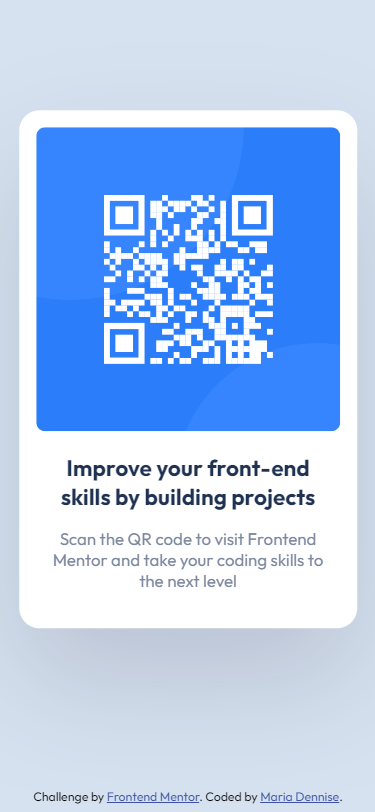 Improve your front-end
skills by building projects
Scan the QR code to visit Frontend
Mentor and take your coding skills to
the next level
Challenge by Frontend Mentor. Coded by Maria Dennise.